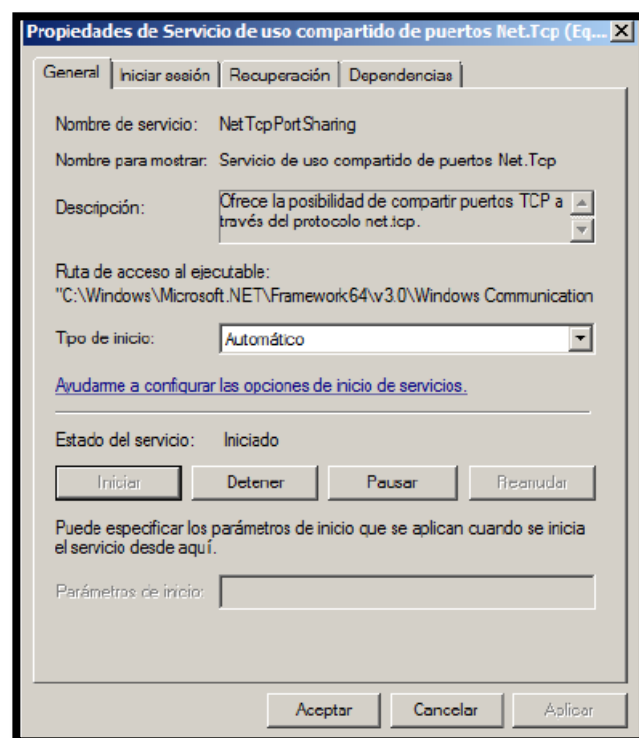 Propiedades de Servicio de uso compartido de puertos Net.Tcp (Eq...
General Iniciar sesión Recuperación Dependencias
Nombre de servicio: NetTcpPortSharing
Nombre para mostrar: Servicio de uso compartido de puertos Net.Tcp
Descripción: Ofrece la posibilidad de compartir puertos TCP a
través del protocolo net.tcp.
Ruta de acceso al ejecutable:
"C:\Windows\Microsoft.NET\Framework64\v3.0\Windows Communication
Tipo de inicio: Automático
Ayudarme a configurar las opciones de inicio de servicios.
Estado del servicio: Iniciado
Iniciar Detener Pausar Reanudar
Puede especificar los parámetros de inicio que se aplican cuando se inicia
el servicio desde aquí.
Parámetros de inicio:
Aceptar Cancelar Aplicar